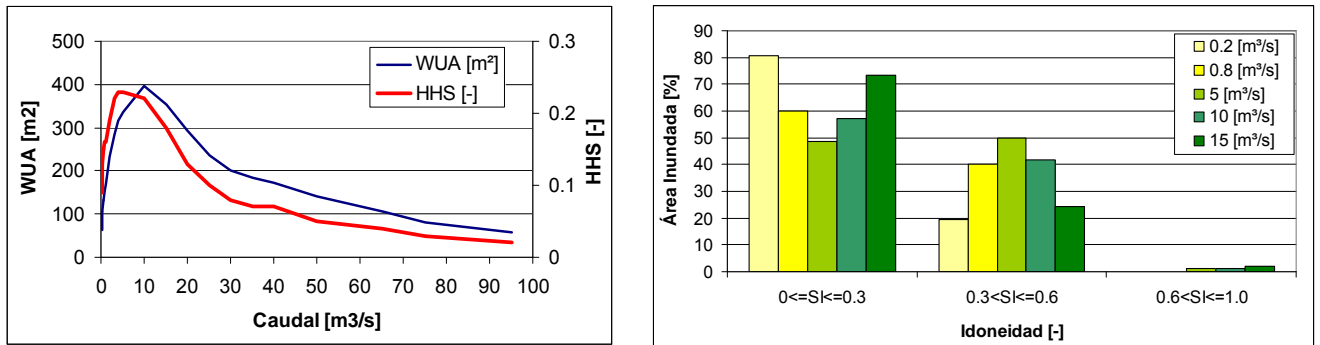 500
400
300
200
100
0
WUA [m2]
0.3
0.2
0.1
0
HHS [-]
WUA [m²]
HHS [-]
0 10 20 30 40 50 60 70 80 90 100
Caudal [m3/s]
90
80
70
60
50
40
30
20
10
0
Área Inundada [%]
0.2 [m³/s]
0.8 [m³/s]
5 [m³/s]
10 [m³/s]
15 [m³/s]
0<=SI<=0.3 0.3<SI<=0.6 0.6<SI<=1.0
Idoneidad [-]